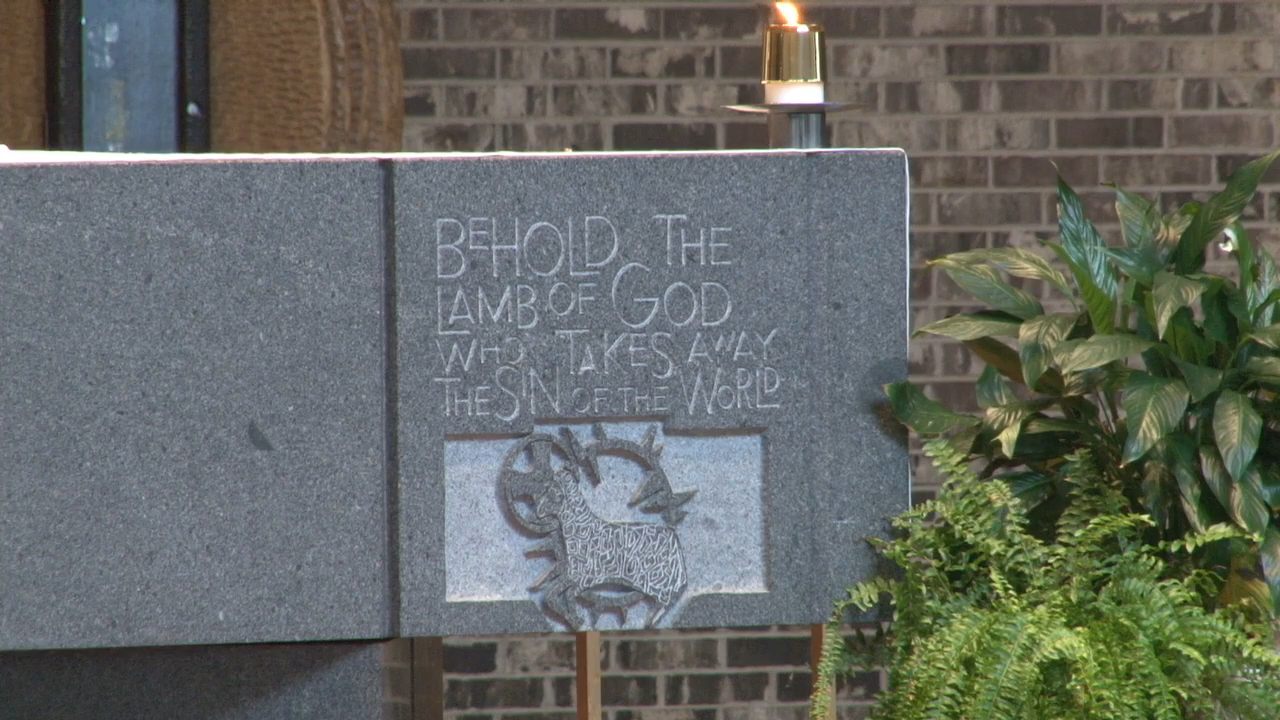 BEHOLD THE
LAMB OF GOD
WHO TAKES AWAY
THE SIN OF THE WORLD